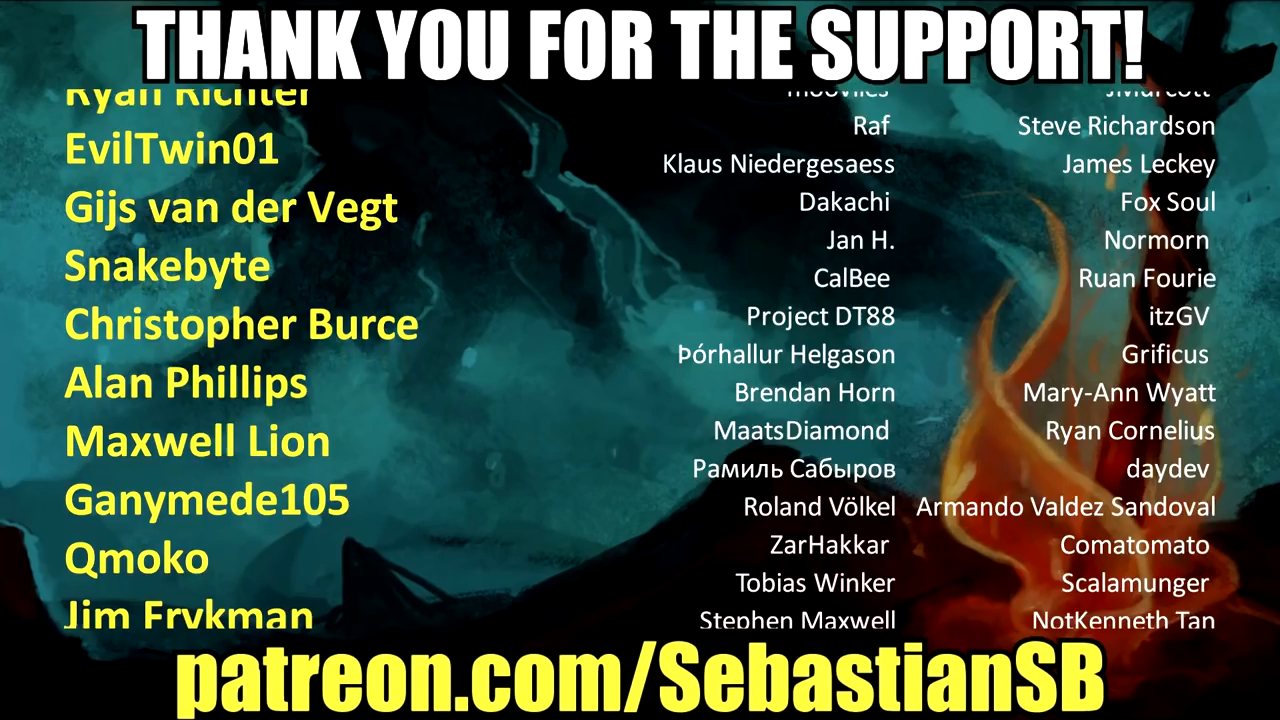 THANK YOU FOR THE SUPPORT!
Ryan Richter
EvilTwin01
Gijs van der Vegt
Snakebyte
Christopher Burce
Alan Phillips
Maxwell Lion
Ganymede105
Qmoko
Jim Frykman
Raf
Klaus Niedergesaess
Dakachi
Jan H.
CalBee
Project DT88
Þórhallur Helgason
Brendan Horn
MaatsDiamond
Рамиль Сабыров
Roland Völkel
ZarHakkar
Tobias Winker
Stephen Maxwell
Steve Richardson
James Leckey
Fox Soul
Normorn
Ruan Fourie
itzGV
Grificus
Mary-Ann Wyatt
Ryan Cornelius
daydev
Armando Valdez Sandoval
Comatomato
Scalamunger
NotKenneth Tan
patreon.com/SebastianSB